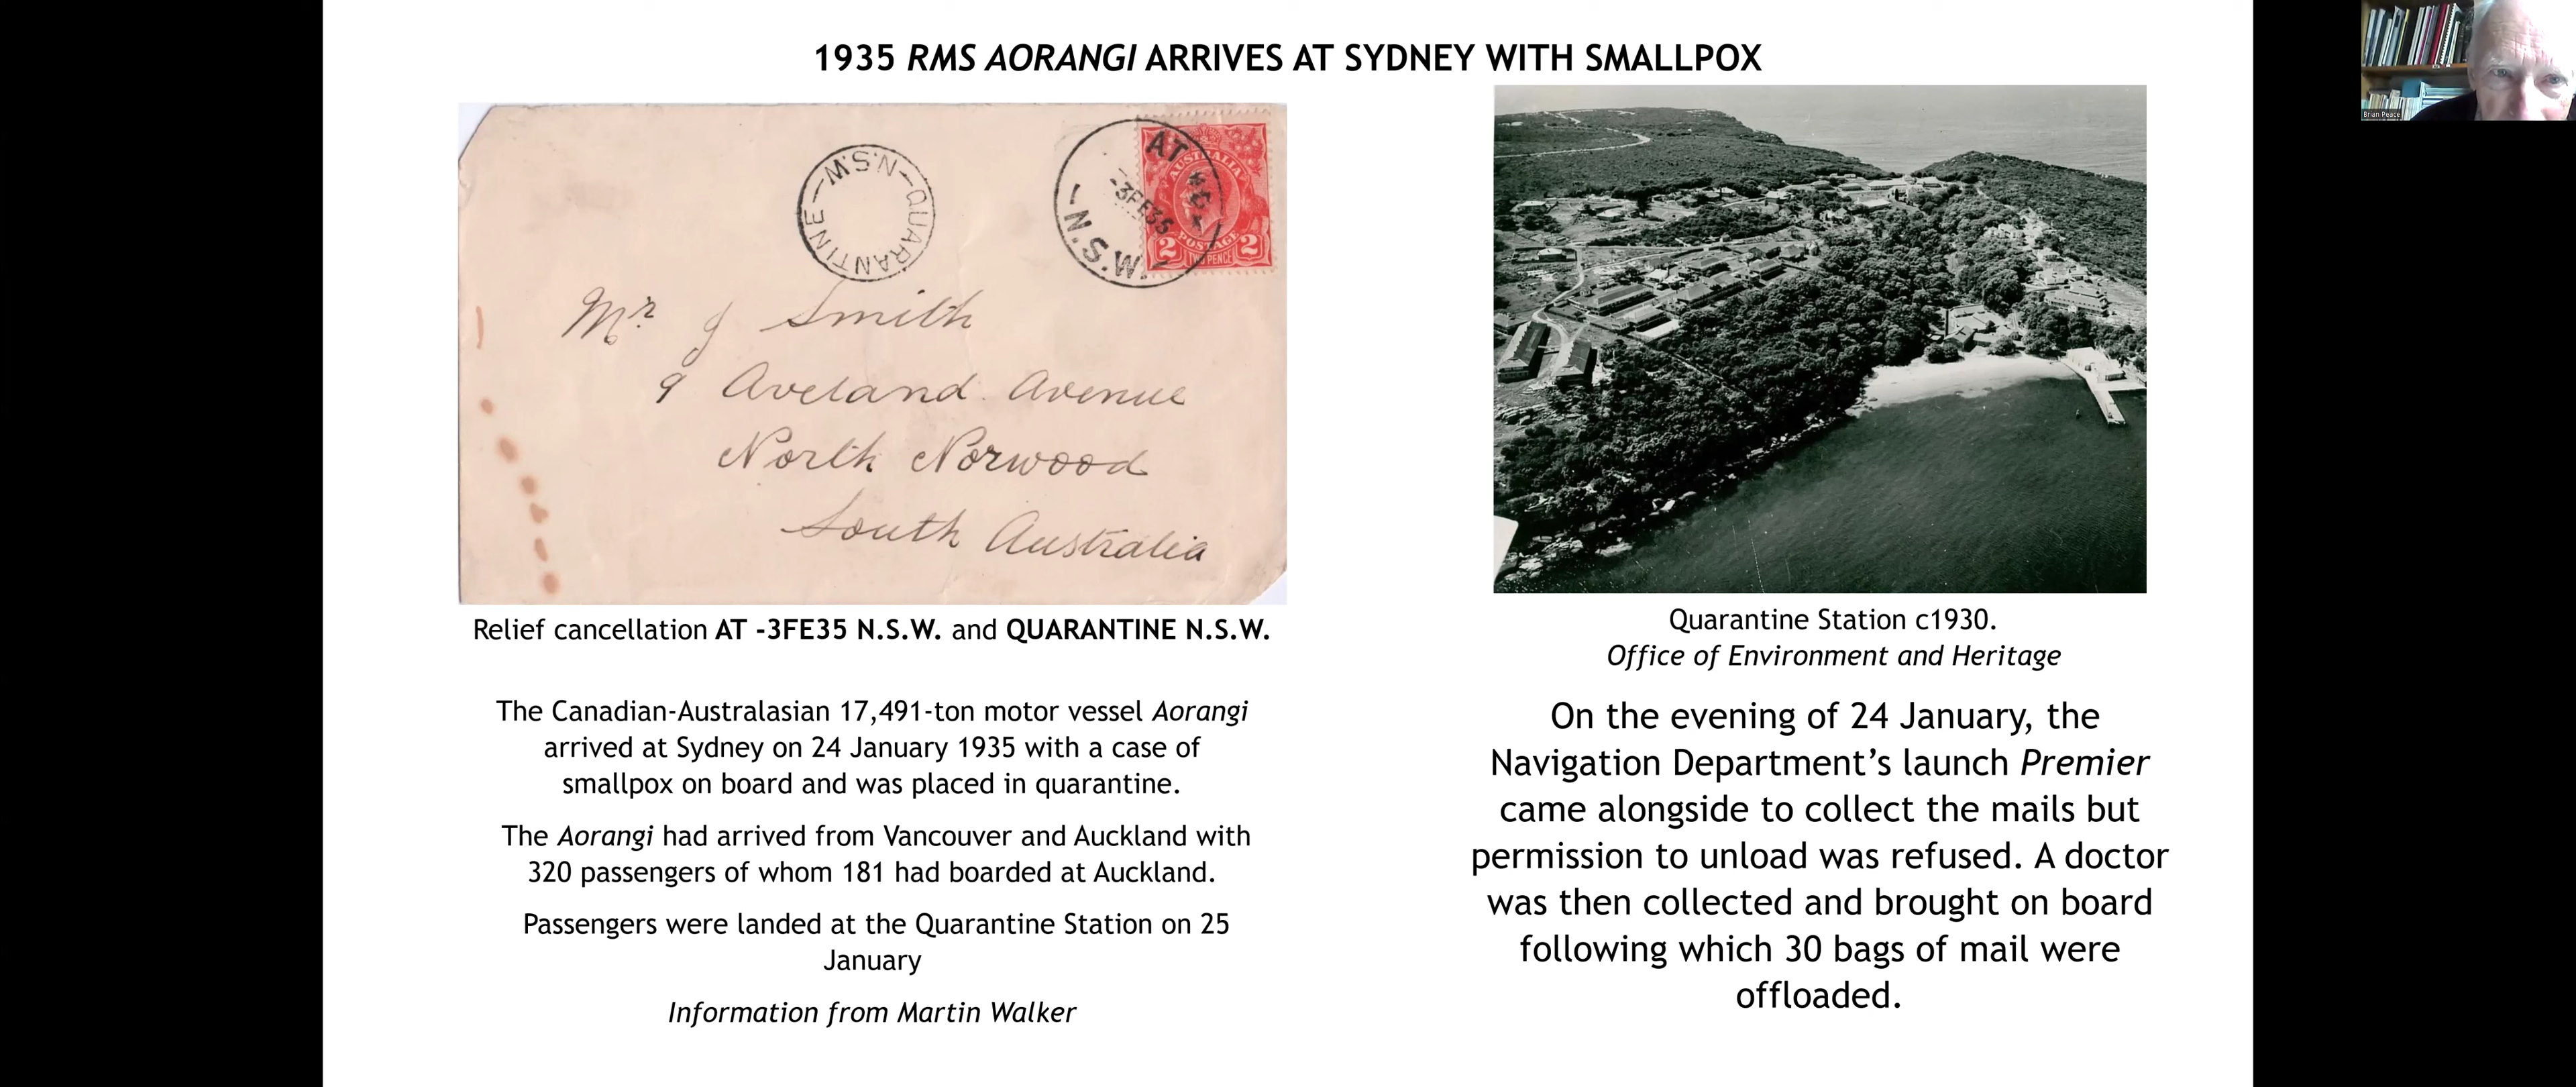 1935 RMS AORANGI ARRIVES AT SYDNEY WITH SMALLPOX
N.S.W.
QUARANTINE
AT
-3FE35
N.S.W.
AUSTRALIA
POSTAGE
2 TWO PENCE 2
Mr J Smith
9 Aveland Avenue
North Norwood
South Australia
Relief cancellation AT -3FE35 N.S.W. and QUARANTINE N.S.W.
The Canadian-Australasian 17,491-ton motor vessel Aorangi
arrived at Sydney on 24 January 1935 with a case of
smallpox on board and was placed in quarantine.
The Aorangi had arrived from Vancouver and Auckland with
320 passengers of whom 181 had boarded at Auckland.
Passengers were landed at the Quarantine Station on 25
January
Information from Martin Walker
Quarantine Station c1930.
Office of Environment and Heritage
On the evening of 24 January, the
Navigation Department’s launch Premier
came alongside to collect the mails but
permission to unload was refused. A doctor
was then collected and brought on board
following which 30 bags of mail were
offloaded.
Brian Peace